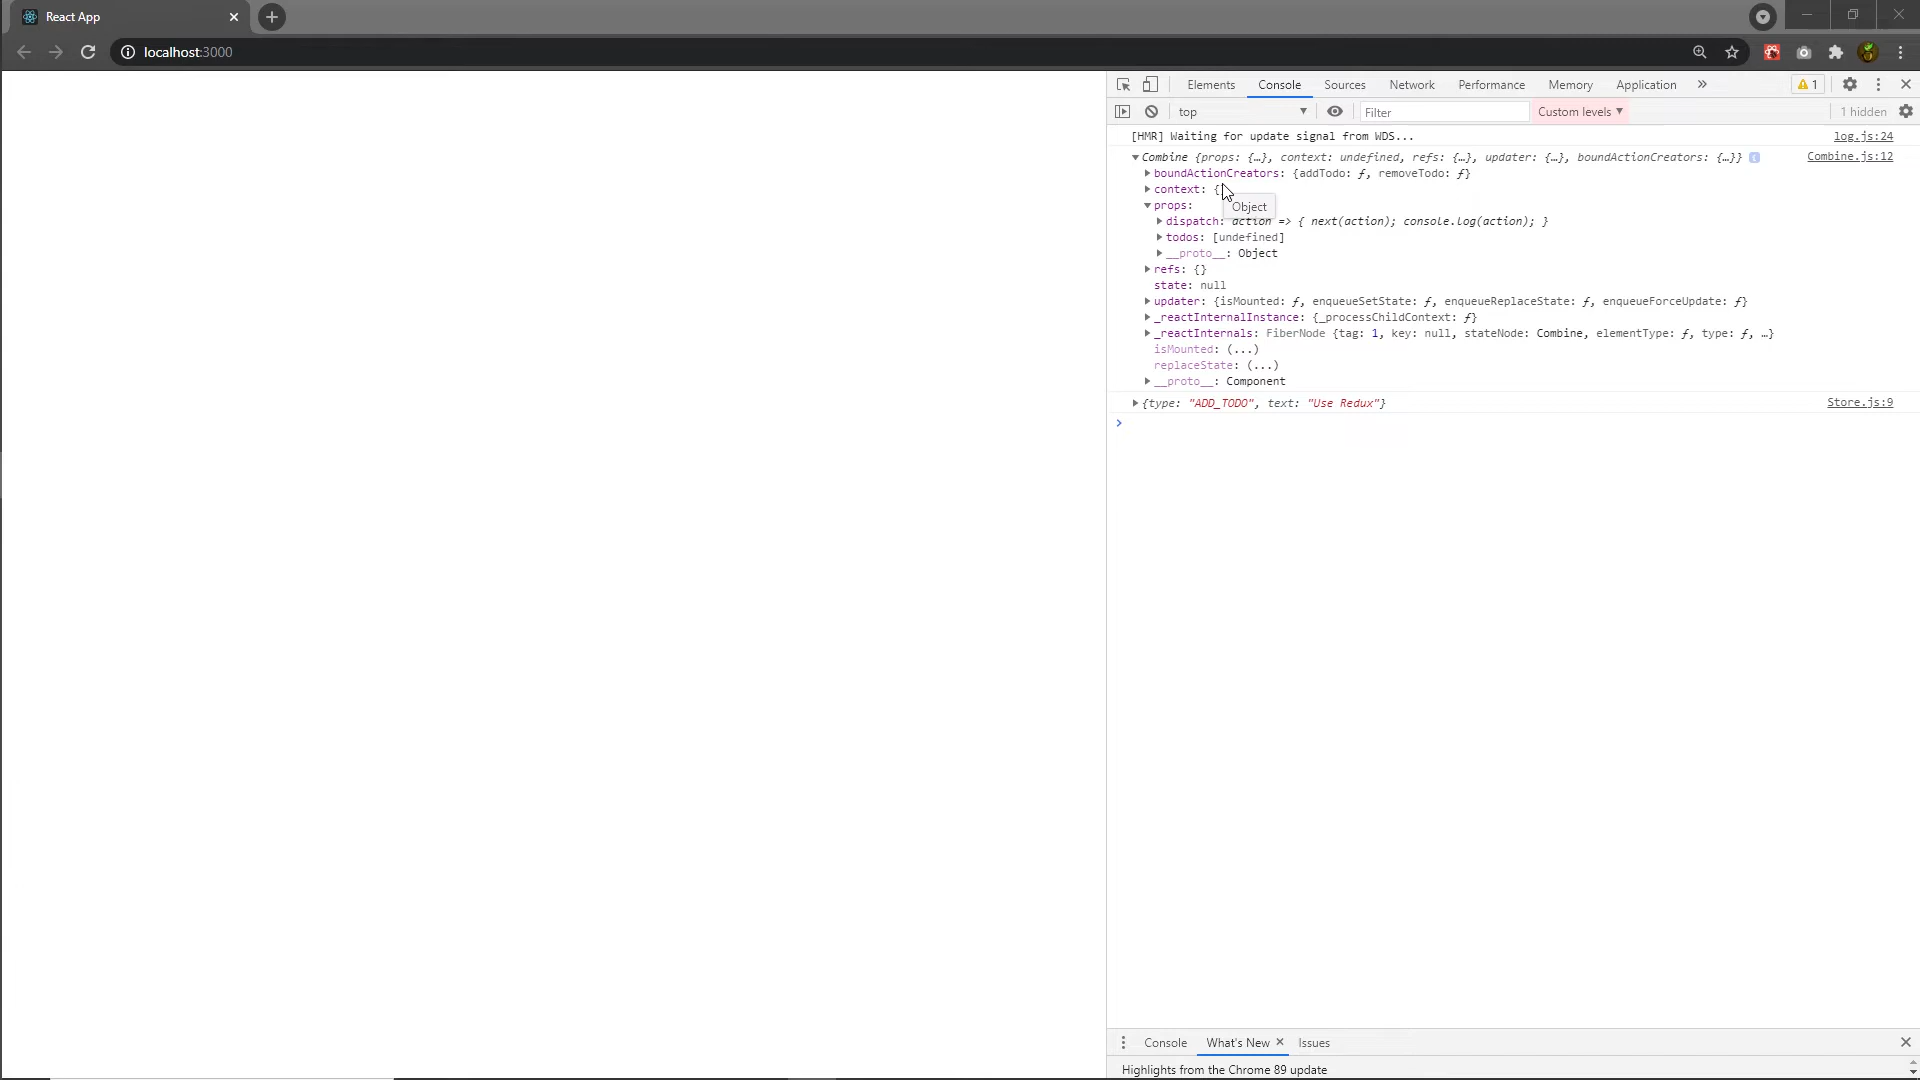 React App
localhost:3000
Elements Console Sources Network Performance Memory Application » 1
top Filter Custom levels 1 hidden
[HMR] Waiting for update signal from WDS... log.js:24
Combine {props: {…}, context: undefined, refs: {…}, updater: {…}, boundActionCreators: {…}} Combine.js:12
boundActionCreators: {addTodo: ƒ, removeTodo: ƒ}
context: {
props:
Object
dispatch: action => { next(action); console.log(action); }
todos: [undefined]
__proto__: Object
refs: {}
state: null
updater: {isMounted: ƒ, enqueueSetState: ƒ, enqueueReplaceState: ƒ, enqueueForceUpdate: ƒ}
_reactInternalInstance: {_processChildContext: ƒ}
_reactInternals: FiberNode {tag: 1, key: null, stateNode: Combine, elementType: ƒ, type: ƒ, …}
isMounted: (...)
replaceState: (...)
__proto__: Component
{type: "ADD_TODO", text: "Use Redux"} Store.js:9
Console What's New Issues
Highlights from the Chrome 89 update